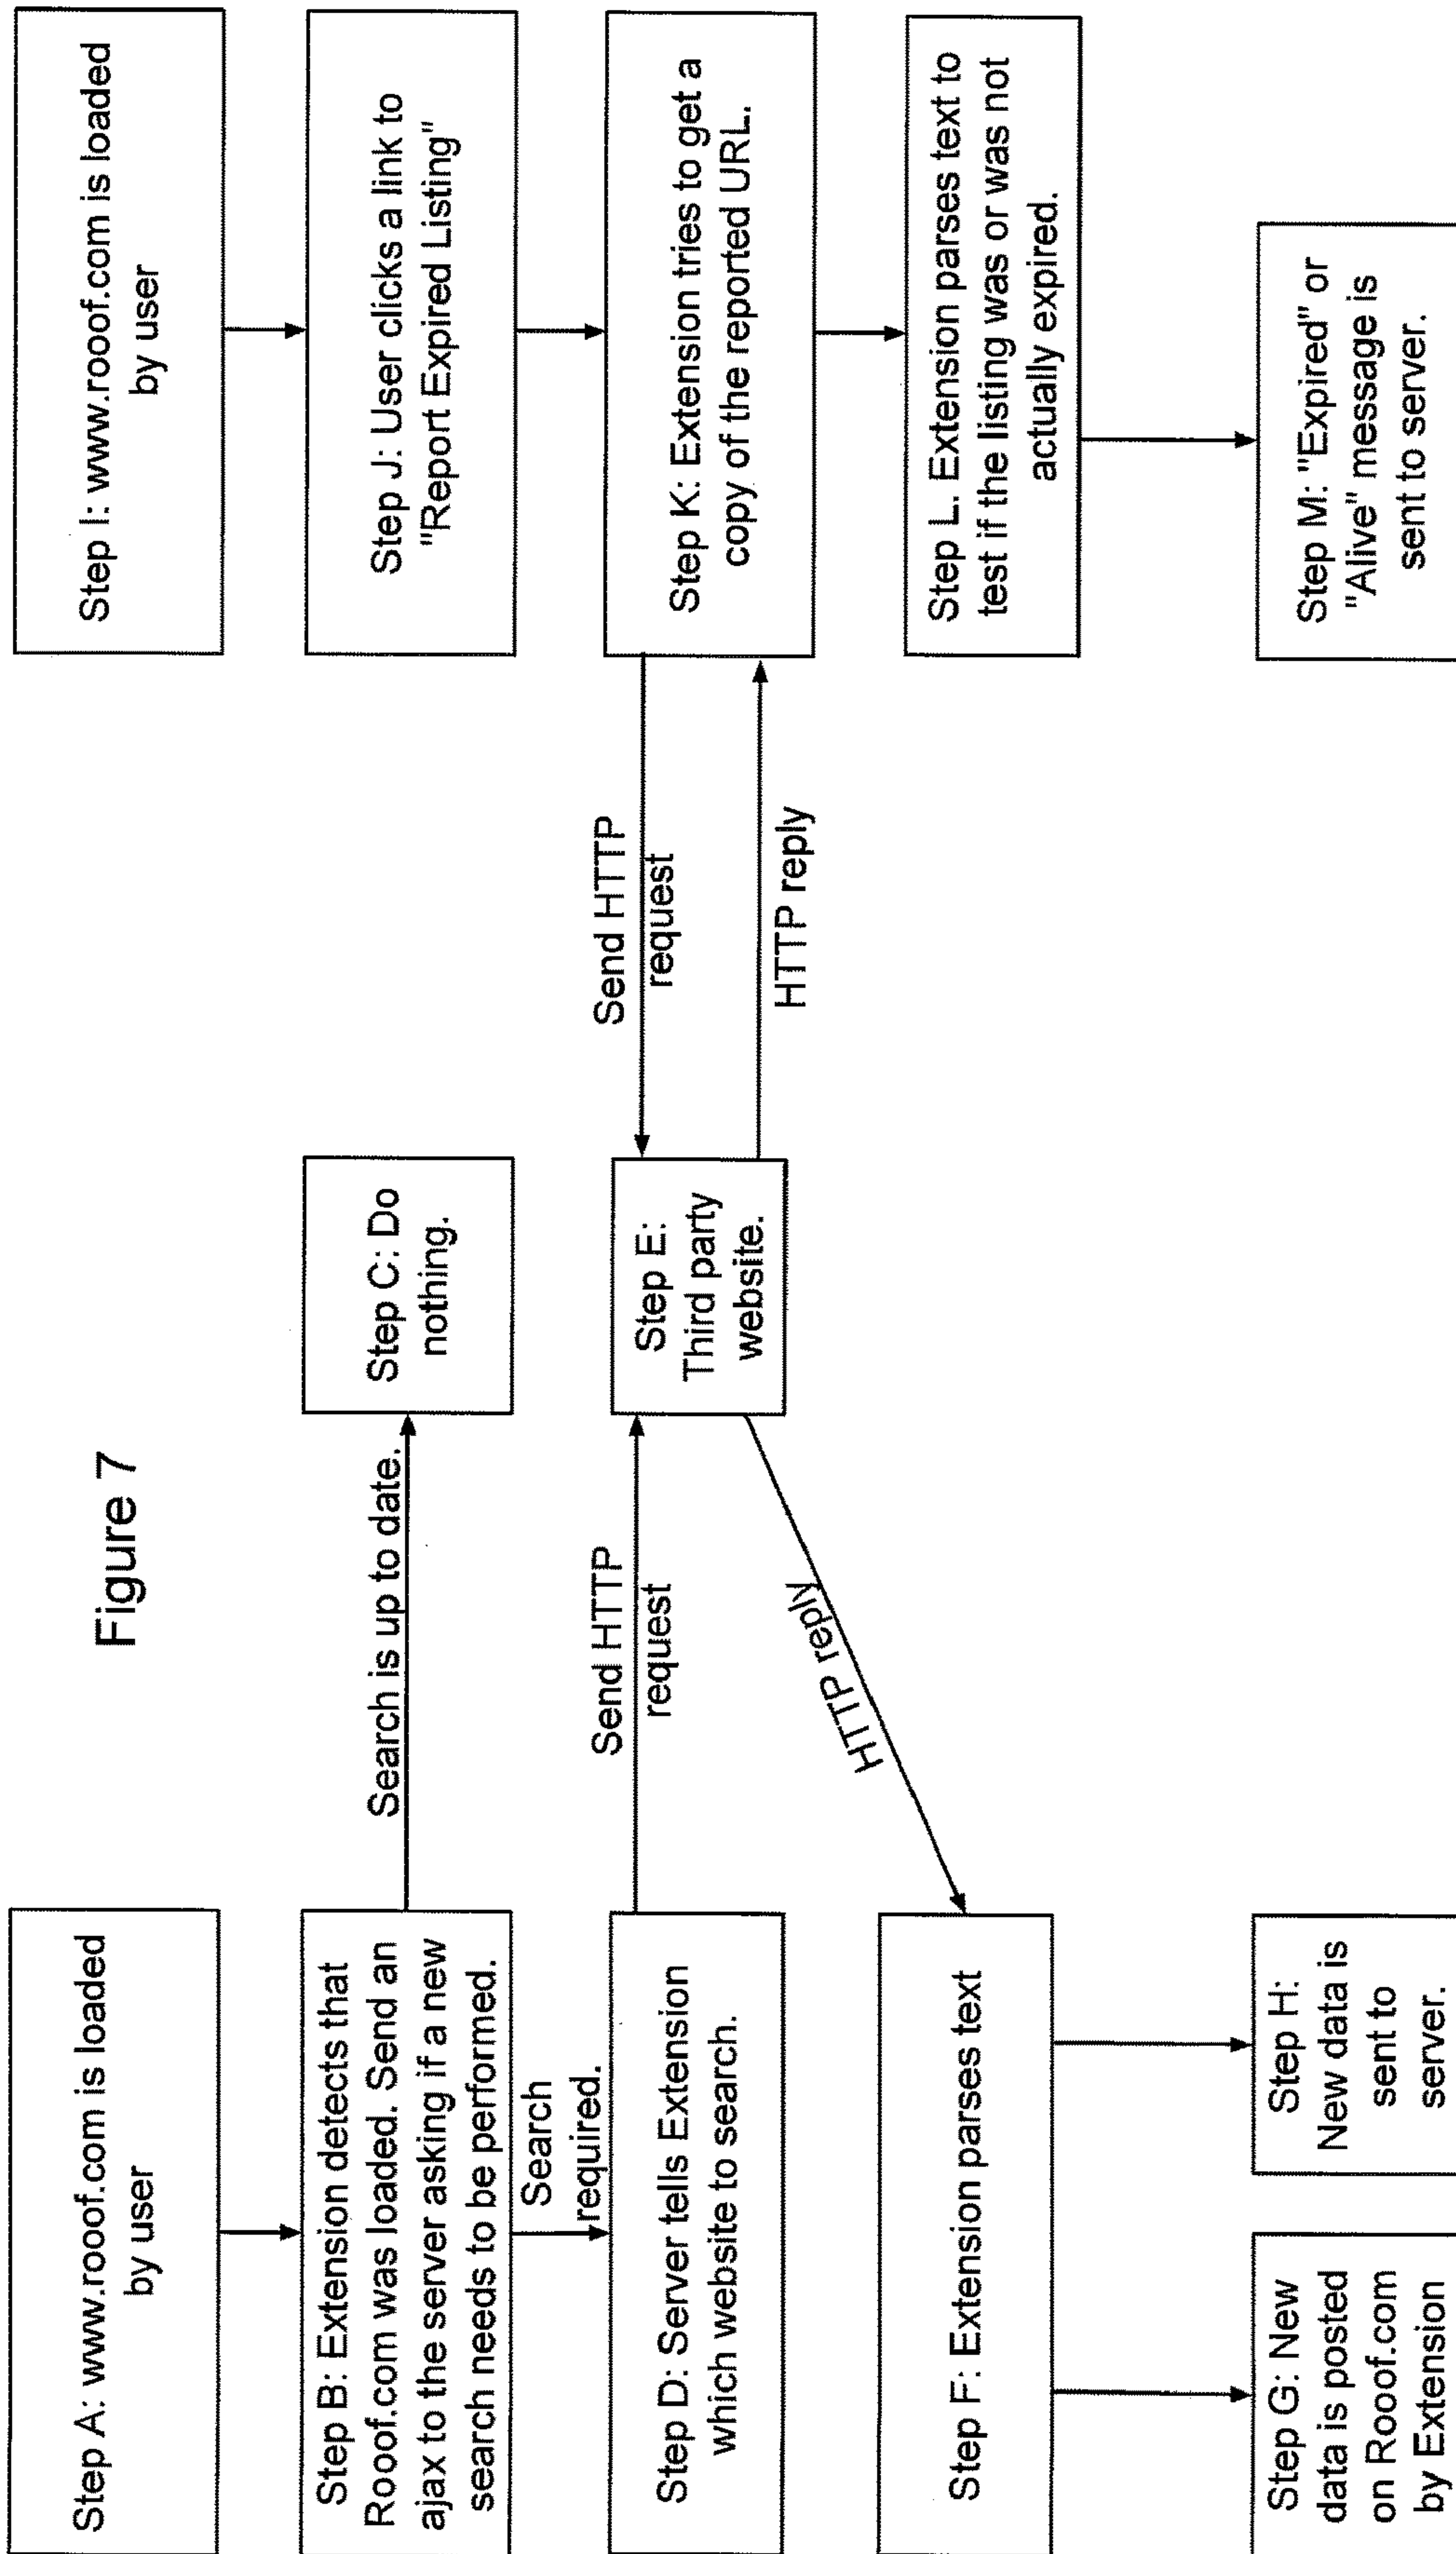 Figure 7
Step A: www.rooof.com is loaded
by user
Step B: Extension detects that
Rooof.com was loaded. Send an
ajax to the server asking if a new
search needs to be performed.
Search is up to date.
Step C: Do
nothing.
Search
required.
Step D: Server tells Extension
which website to search.
Send HTTP
request
Step E:
Third party
website.
HTTP reply
Step F: Extension parses text
Step G: New
data is posted
on Rooof.com
by Extension
Step H:
New data is
sent to
server.
Step I: www.rooof.com is loaded
by user
Step J: User clicks a link to
"Report Expired Listing"
Step K: Extension tries to get a
copy of the reported URL.
Send HTTP
request
HTTP reply
Step L. Extension parses text to
test if the listing was or was not
actually expired.
Step M: "Expired" or
"Alive" message is
sent to server.